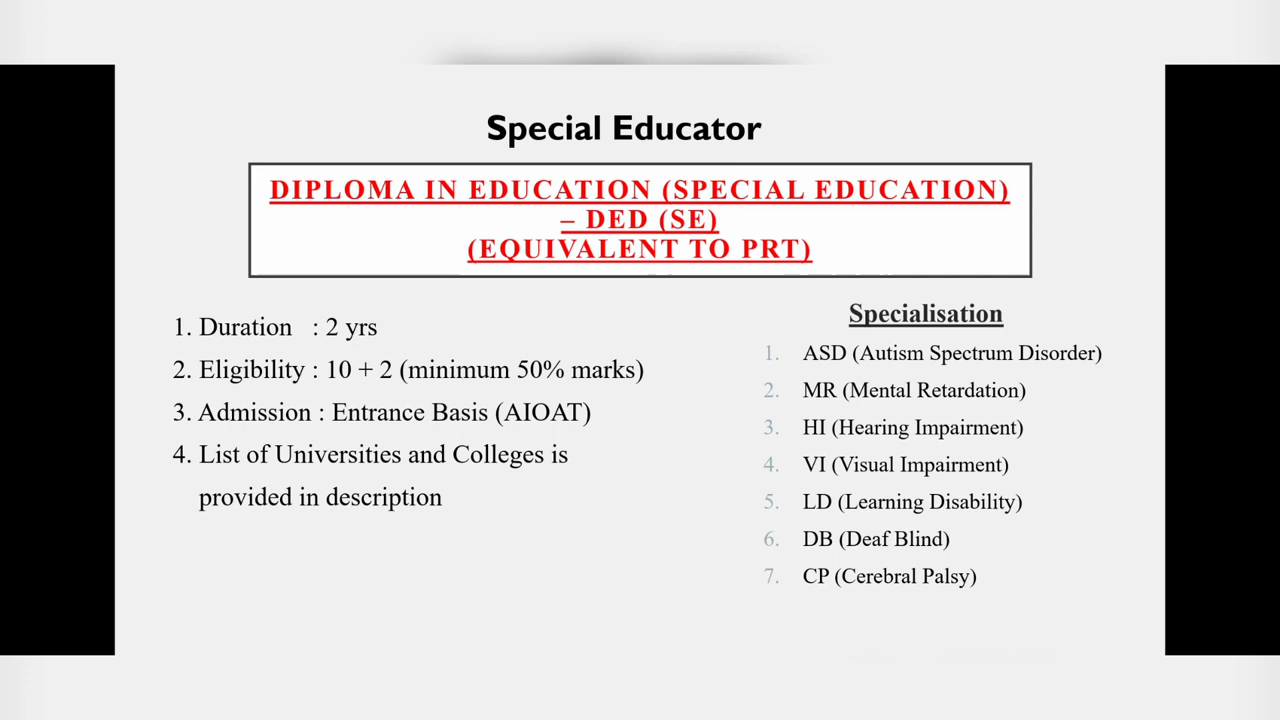 Special Educator
DIPLOMA IN EDUCATION (SPECIAL EDUCATION)
– DED (SE)
(EQUIVALENT TO PRT)
1. Duration : 2 yrs
2. Eligibility : 10 + 2 (minimum 50% marks)
3. Admission : Entrance Basis (AIOAT)
4. List of Universities and Colleges is
provided in description
Specialisation
1. ASD (Autism Spectrum Disorder)
2. MR (Mental Retardation)
3. HI (Hearing Impairment)
4. VI (Visual Impairment)
5. LD (Learning Disability)
6. DB (Deaf Blind)
7. CP (Cerebral Palsy)